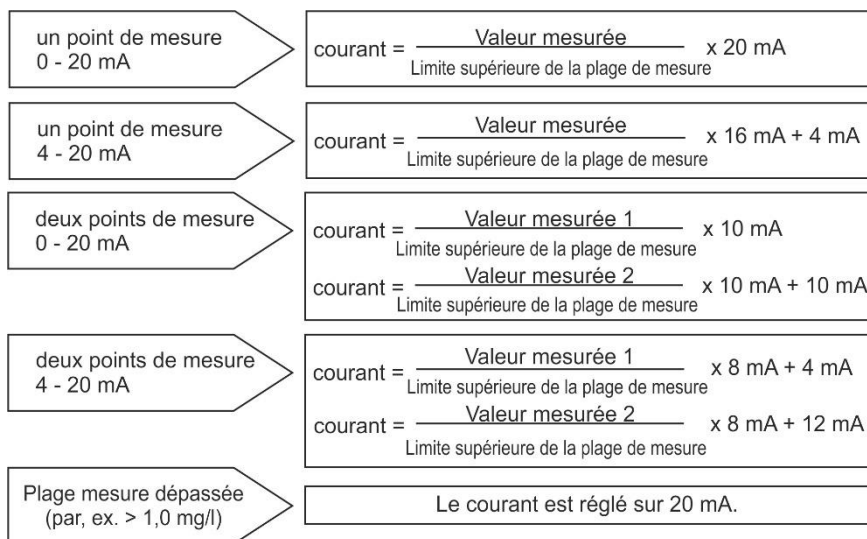 un point de mesure
0 - 20 mA
courant = Valeur mesurée
Limite supérieure de la plage de mesure x 20 mA
un point de mesure
4 - 20 mA
courant = Valeur mesurée
Limite supérieure de la plage de mesure x 16 mA + 4 mA
deux points de mesure
0 - 20 mA
courant = Valeur mesurée 1
Limite supérieure de la plage de mesure x 10 mA
courant = Valeur mesurée 2
Limite supérieure de la plage de mesure x 10 mA + 10 mA
deux points de mesure
4 - 20 mA
courant = Valeur mesurée 1
Limite supérieure de la plage de mesure x 8 mA + 4 mA
courant = Valeur mesurée 2
Limite supérieure de la plage de mesure x 8 mA + 12 mA
Plage mesure dépassée
(par, ex. > 1,0 mg/l)
Le courant est réglé sur 20 mA.